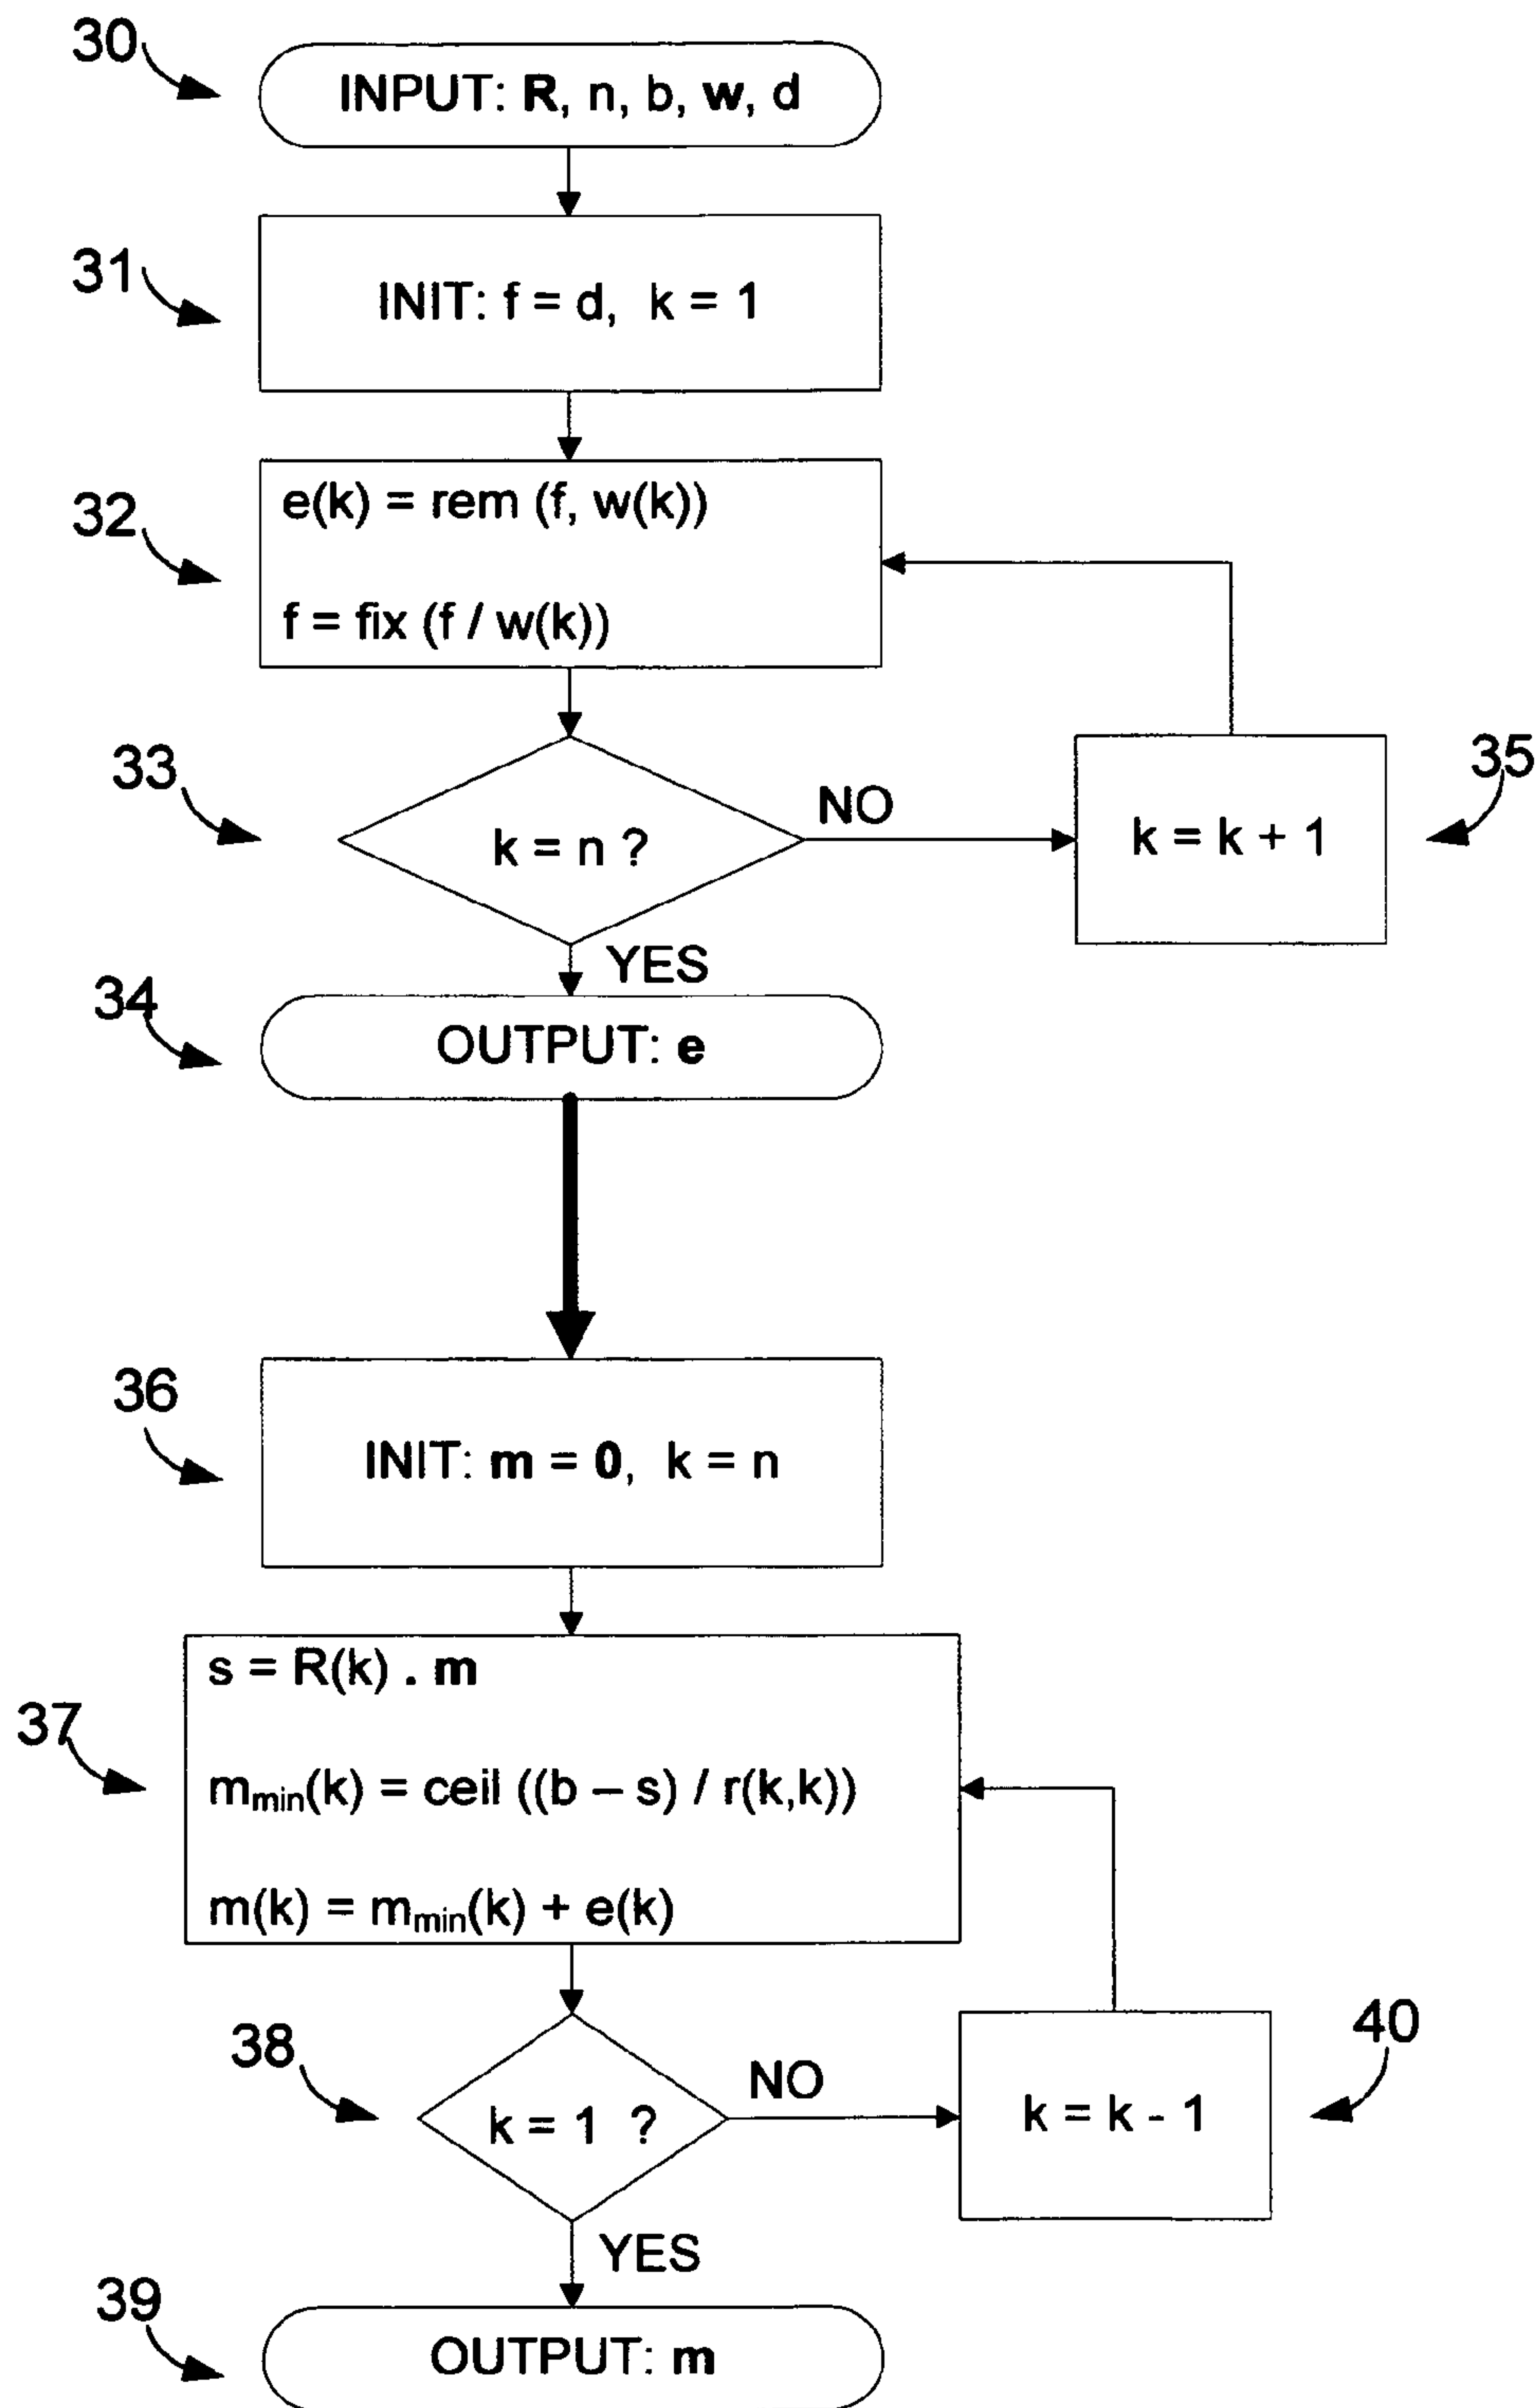 30
INPUT: R, n, b, w, d
31
INIT: f = d, k = 1
32
e(k) = rem (f, w(k))
f = fix (f / w(k))
33
k = n ?
NO
k = k + 1
35
YES
34
OUTPUT: e
36
INIT: m = 0, k = n
37
s = R(k) . m
mmin(k) = ceil ((b – s) / r(k,k))
m(k) = mmin(k) + e(k)
38
k = 1 ?
NO
k = k - 1
40
YES
39
OUTPUT: m